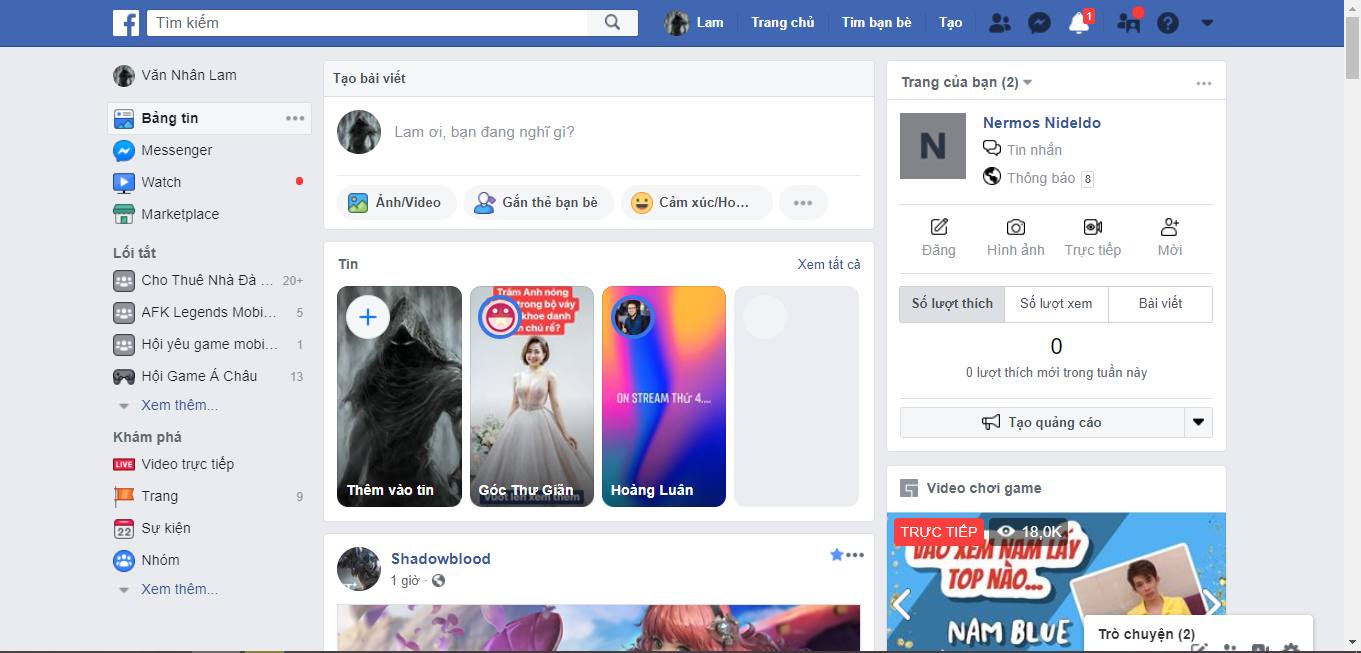 Tìm kiếm
Lam
Trang chủ
Tìm bạn bè
Tạo
1
Văn Nhân Lam
Bảng tin
Messenger
Watch
Marketplace
Lối tắt
Cho Thuê Nhà Đà ... 20+
AFK Legends Mobi... 5
Hội yêu game mobi... 1
Hội Game Á Châu 13
Xem thêm...
Khám phá
LIVE Video trực tiếp
Trang 9
22 Sự kiện
Nhóm
Xem thêm...
Tạo bài viết
Lam ơi, bạn đang nghĩ gì?
Ảnh/Video
Gắn thẻ bạn bè
Cảm xúc/Ho...
Tin
Xem tất cả
Thêm vào tin
Trâm Anh nóng
trong bộ váy
khoe danh
chú rể?
Góc Thư Giãn
Vuốt lên xem thêm
ON STREAM THỨ 4....
Hoàng Luân
Shadowblood
1 giờ ·
Trang của bạn (2)
N
Nermos Nideldo
Tin nhắn
Thông báo 8
Đăng
Hình ảnh
Trực tiếp
Mời
Số lượt thích
Số lượt xem
Bài viết
0
0 lượt thích mới trong tuần này
Tạo quảng cáo
Video chơi game
TRỰC TIẾP
18,0K
VÀO XEM NAM LẤY
TOP NÀO...
NAM BLUE
Trò chuyện (2)